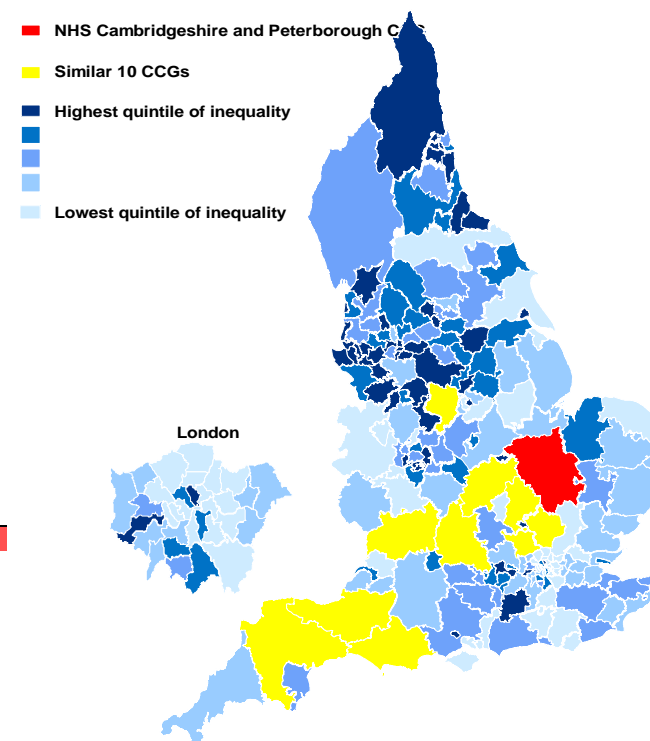 NHS Cambridgeshire and Peterborough
Similar 10 CCGs
Highest quintile of inequality
Lowest quintile of inequality
London